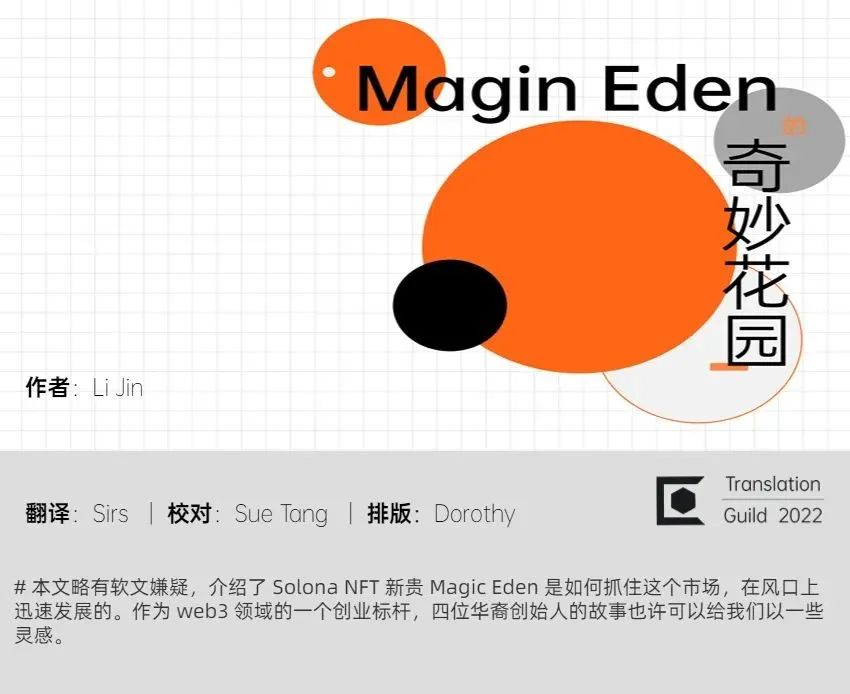 Magin Eden
的
奇妙花园
作者：Li Jin
翻译：Sirs ｜校对：Sue Tang ｜排版：Dorothy
Translation
Guild 2022
# 本文略有软文嫌疑，介绍了 Solona NFT 新贵 Magic Eden 是如何抓住这个市场，在风口上
迅速发展的。作为 web3 领域的一个创业标杆，四位华裔创始人的故事也许可以给我们以一些
灵感。